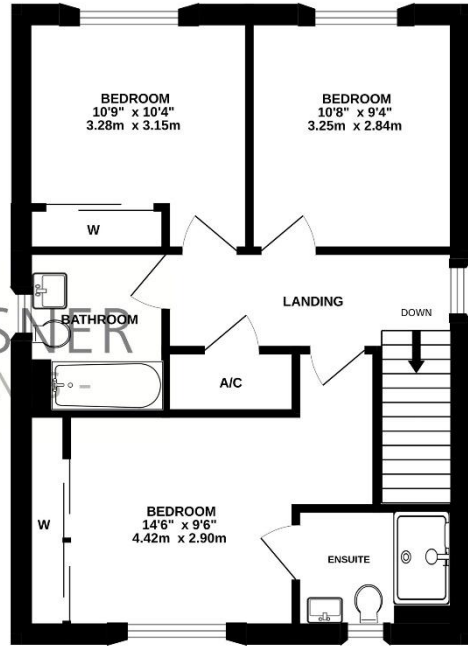 BEDROOM
10'9" x 10'4"
3.28m x 3.15m
BEDROOM
10'8" x 9'4"
3.25m x 2.84m
W
LANDING
DOWN
BATHROOM
SNER
A/C
W
BEDROOM
14'6" x 9'6"
4.42m x 2.90m
ENSUITE